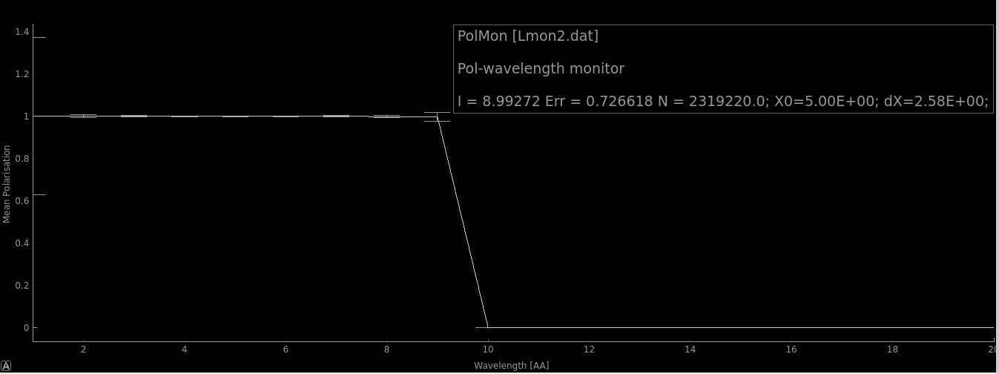 PolMon [Lmon2.dat]
Pol-wavelength monitor
I = 8.99272 Err = 0.726618 N = 2319220.0; X0=5.00E+00; dX=2.58E+00;
1.4
1.2
1
0.8
0.6
0.4
0.2
0
Mean Polarisation
2 4 6 8 10 12 14 16 18 20
Wavelength [AA]
A